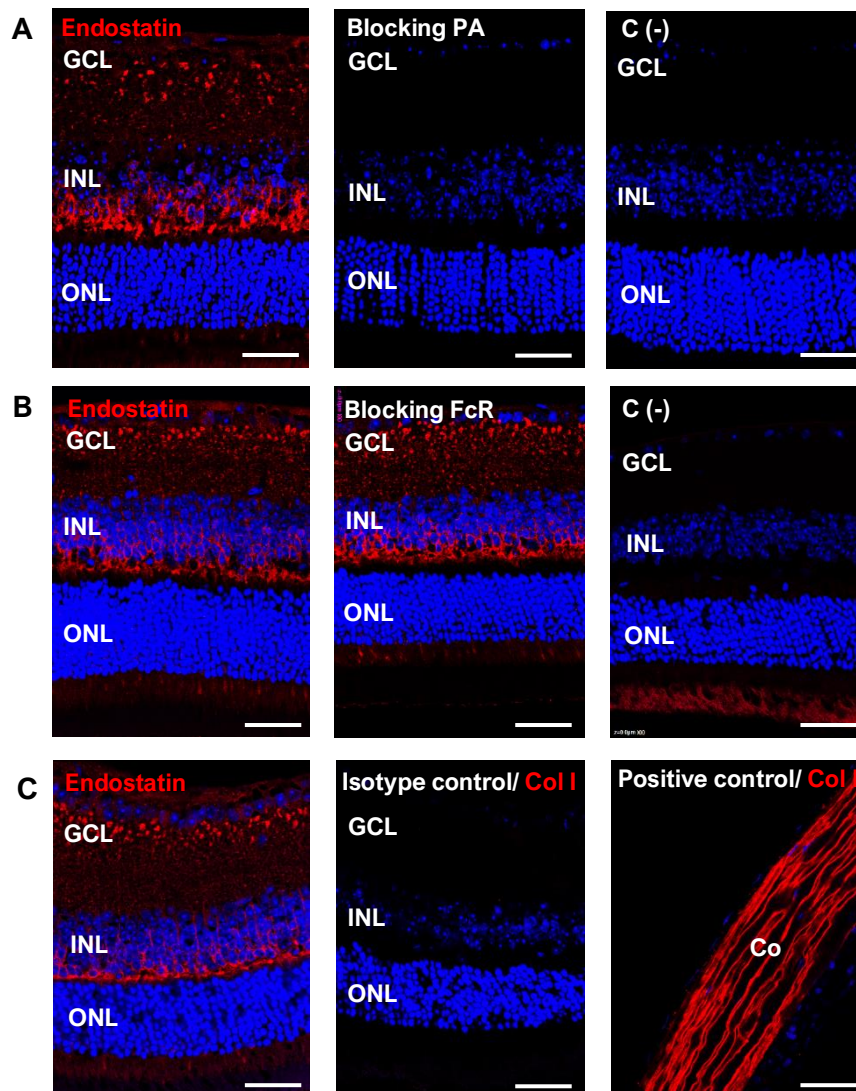 A
Endostatin
GCL
INL
ONL
Blocking PA
GCL
INL
ONL
C (-)
GCL
INL
ONL
B
Endostatin
GCL
INL
ONL
Blocking FcR
GCL
INL
ONL
C (-)
GCL
INL
ONL
C
Endostatin
GCL
INL
ONL
Isotype control/ Col I
GCL
INL
ONL
Positive control/ Col I
Co